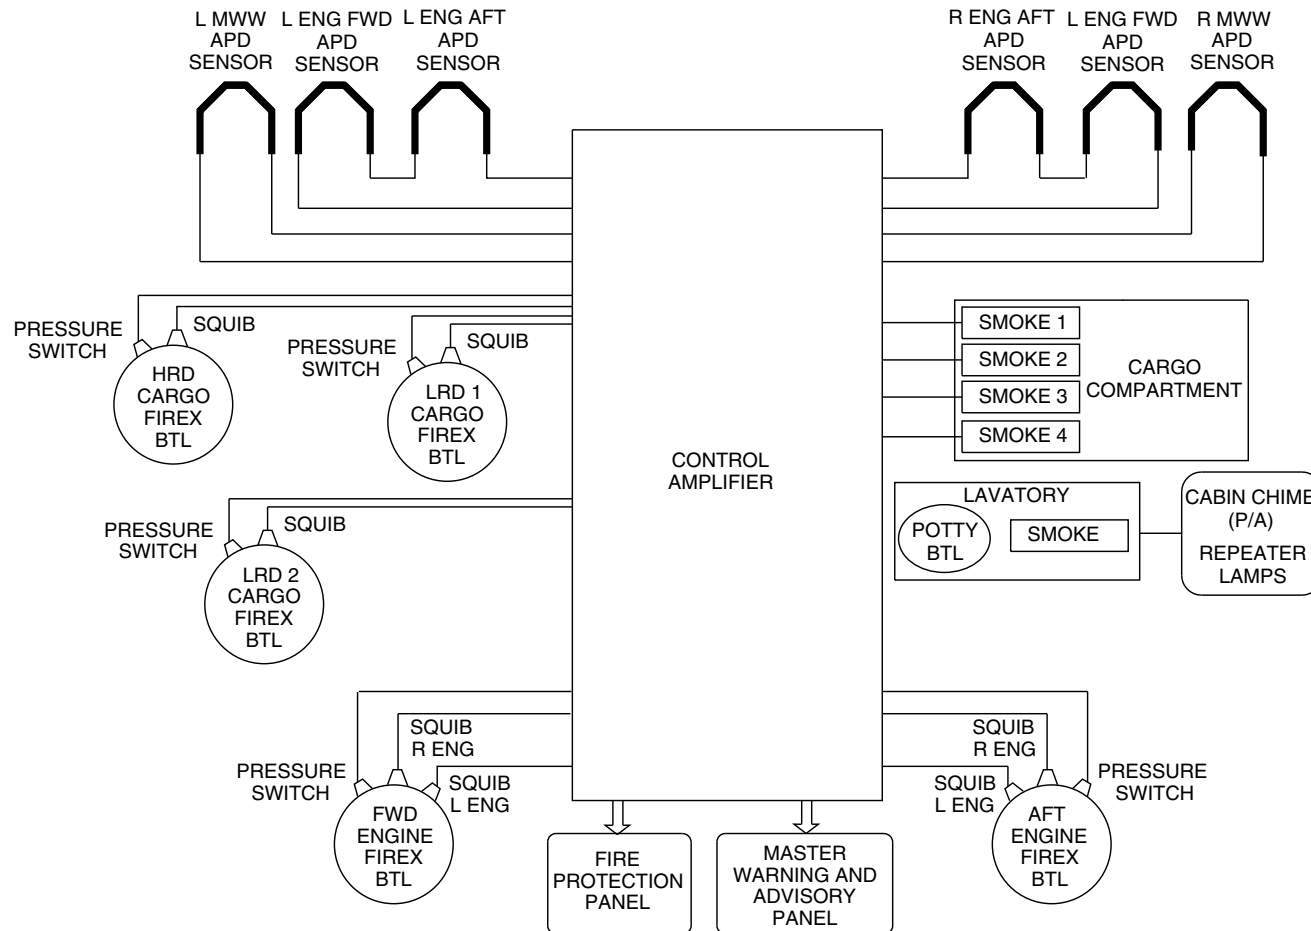 L MWW
APD
SENSOR
L ENG FWD
APD
SENSOR
L ENG AFT
APD
SENSOR
R ENG AFT
APD
SENSOR
L ENG FWD
APD
SENSOR
R MWW
APD
SENSOR
PRESSURE
SWITCH
SQUIB
HRD
CARGO
FIREX
BTL
PRESSURE
SWITCH
SQUIB
LRD 1
CARGO
FIREX
BTL
SMOKE 1
SMOKE 2
SMOKE 3
SMOKE 4
CARGO
COMPARTMENT
CONTROL
AMPLIFIER
PRESSURE
SWITCH
SQUIB
LRD 2
CARGO
FIREX
BTL
LAVATORY
POTTY
BTL
SMOKE
CABIN CHIME
(P/A)
REPEATER
LAMPS
PRESSURE
SWITCH
SQUIB
R ENG
SQUIB
L ENG
FWD
ENGINE
FIREX
BTL
SQUIB
R ENG
SQUIB
L ENG
PRESSURE
SWITCH
AFT
ENGINE
FIREX
BTL
FIRE
PROTECTION
PANEL
MASTER
WARNING AND
ADVISORY
PANEL